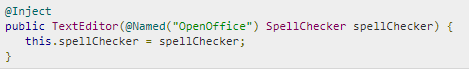 @Inject
public TextEditor(@Named("OpenOffice") SpellChecker spellChecker) {
   this.spellChecker = spellChecker;
}